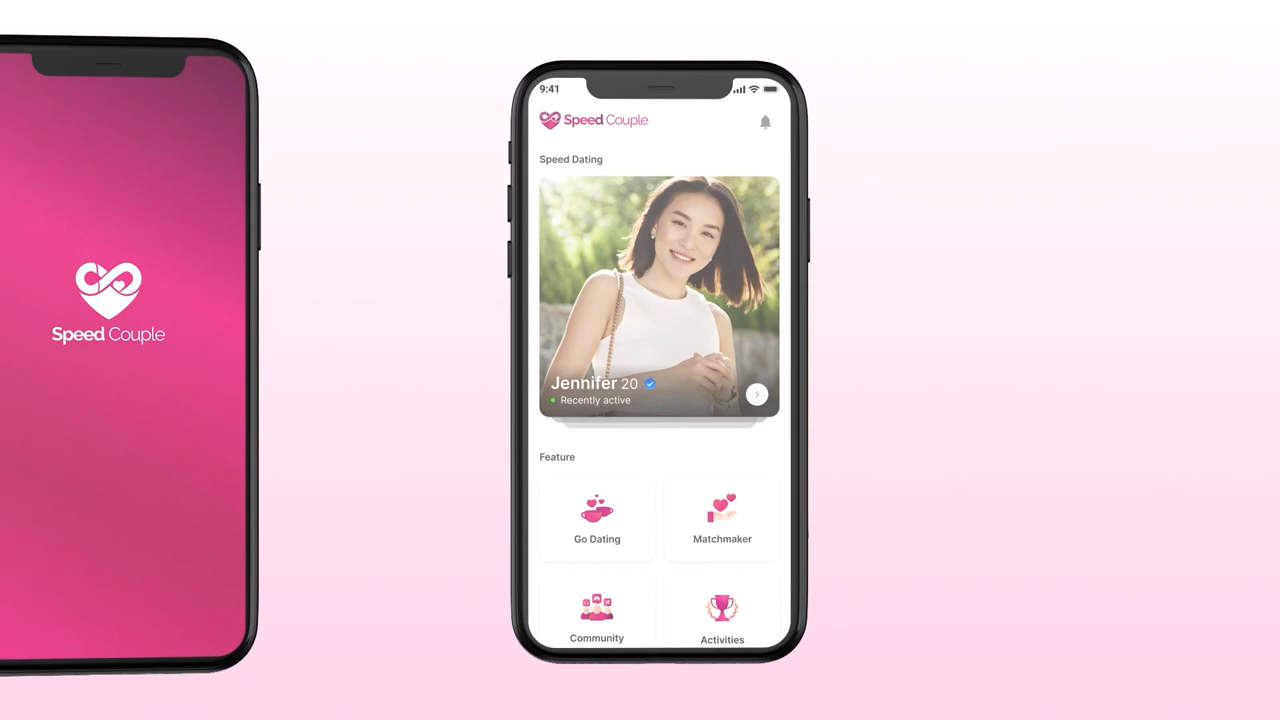 Speed Couple
9:41
Speed Couple
Speed Dating
Jennifer 20
Recently active
Feature
Go Dating
Matchmaker
Community
Activities